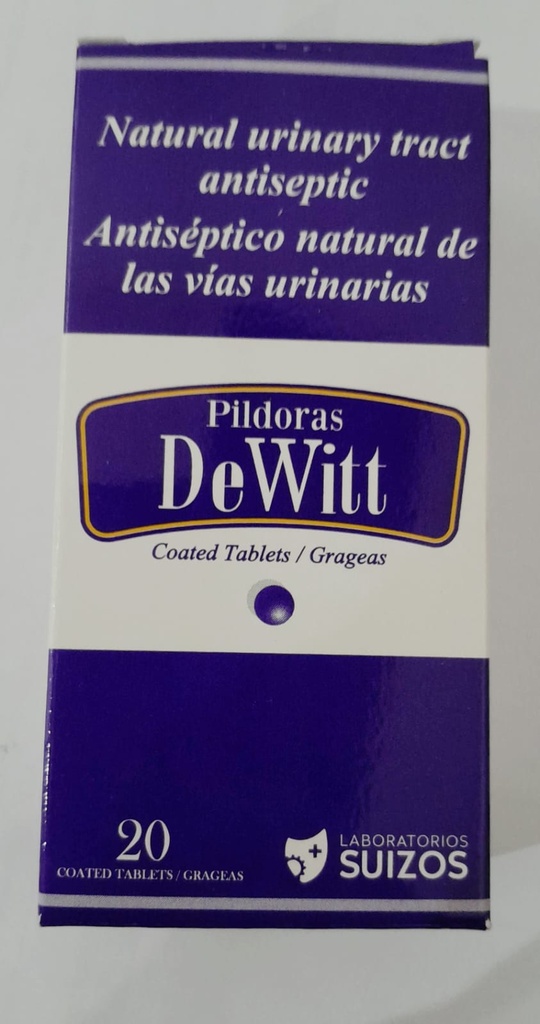 Natural urinary tract
antiseptic
Antiséptico natural de
las vías urinarias
Pildoras
DeWitt
Coated Tablets / Grageas
20
COATED TABLETS / GRAGEAS
LABORATORIOS
SUIZOS